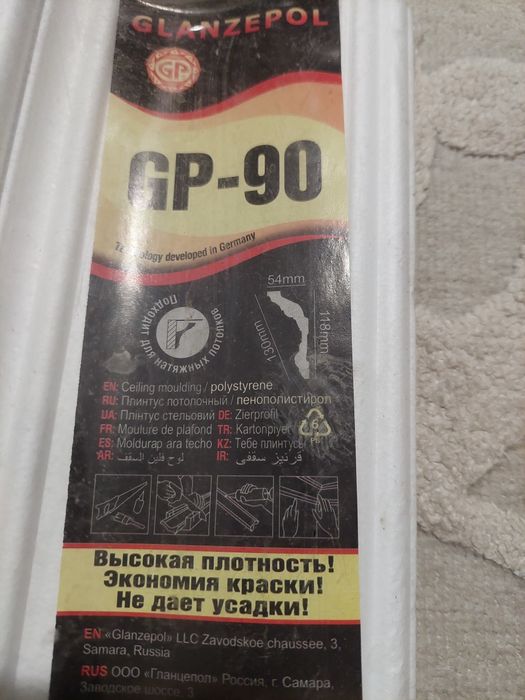 GLANZEPOL
GP
GP-90
Technology developed in Germany
54mm
118mm
130mm
Подходит для натяжных потолков
EN: Ceiling moulding / polystyrene
RU: Плинтус потолочный / пенополистирол
UA: Плінтус стельовий DE: Zierprofil
FR: Moulure de plafond TR: Kartonpiyer
ES: Moldurap ara techo KZ: Тебе плинтусы
AR: لوح فلين السقف IR: قرنيز سقفی
6
PS
Высокая плотность!
Экономия краски!
Не дает усадки!
EN «Glanzepol» LLC Zavodskoe chaussee, 3,
Samara, Russia
RUS ООО «Гланцепол» Россия, г. Самара,
Заводское шоссе, 3